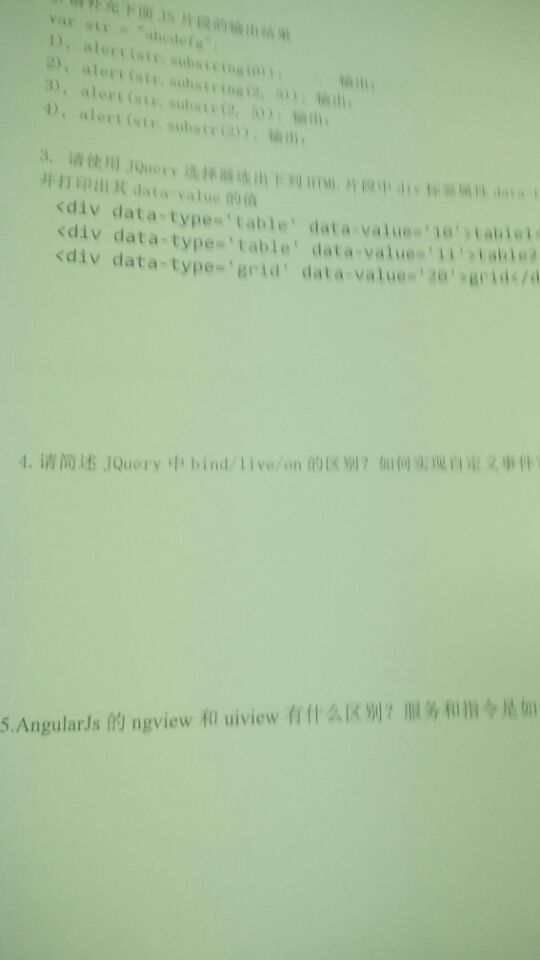 请补充下面 JS 片段的输出结果
var str = "abcdefg";
1), alert(str.substring(0)); 输出:
2), alert(str.substring(2, 5)); 输出:
3), alert(str.substr(2, 5)); 输出:
4), alert(str.substr(2)); 输出:
3. 请使用 JQuery 选择器选出下列 HTML 片段中 div 标签属性 data-t
并打印出其 data-value 的值
<div data-type='table' data-value='10'>table1<
<div data-type='table' data-value='11'>table2
<div data-type='grid' data-value='20'>grid</d
4. 请简述 JQuery 中 bind/live/on 的区别? 如何实现自定义事件
5.AngularJs 的 ngview 和 uiview 有什么区别? 服务和指令是如